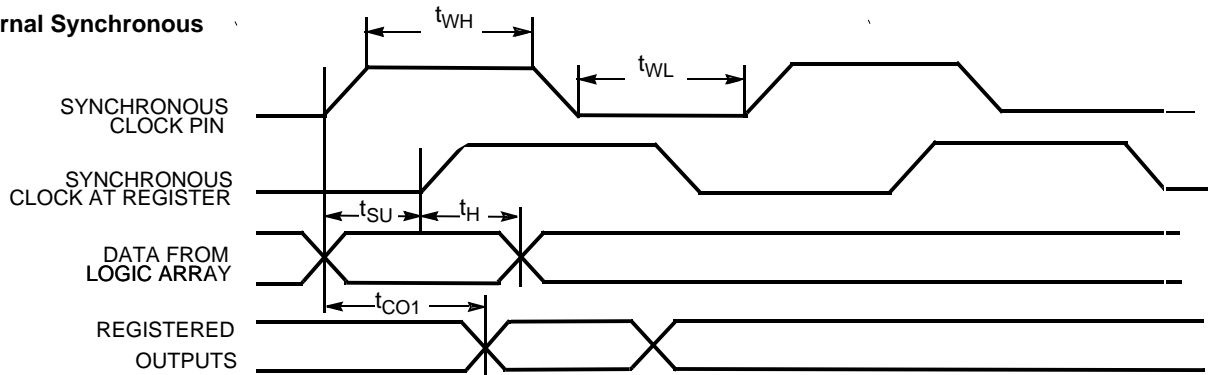 rnal Synchronous
tWH
tWL
SYNCHRONOUS
CLOCK PIN
SYNCHRONOUS
CLOCK AT REGISTER
tSU
tH
DATA FROM
LOGIC ARRAY
tCO1
REGISTERED
OUTPUTS